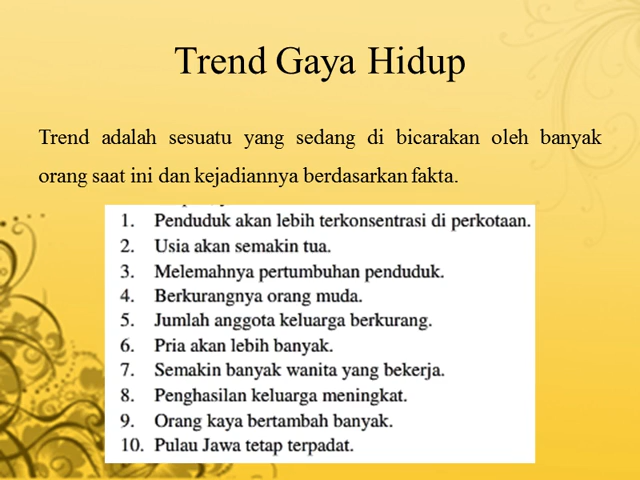 Trend Gaya Hidup
Trend adalah sesuatu yang sedang di bicarakan oleh banyak
orang saat ini dan kejadiannya berdasarkan fakta.
1. Penduduk akan lebih terkonsentrasi di perkotaan.
2. Usia akan semakin tua.
3. Melemahnya pertumbuhan penduduk.
4. Berkurangnya orang muda.
5. Jumlah anggota keluarga berkurang.
6. Pria akan lebih banyak.
7. Semakin banyak wanita yang bekerja.
8. Penghasilan keluarga meningkat.
9. Orang kaya bertambah banyak.
10. Pulau Jawa tetap terpadat.